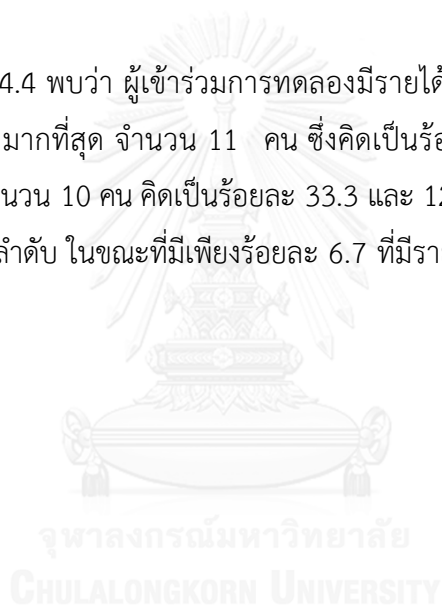 4.4 พบว่า ผู้เข้าร่วมการทดลองมีรายได้
มากที่สุด จำนวน 11 คน ซึ่งคิดเป็นร้อ
นวน 10 คน คิดเป็นร้อยละ 33.3 และ 12
ลำดับ ในขณะที่มีเพียงร้อยละ 6.7 ที่มีรา
จุฬาลงกรณ์มหาวิทยาลัย
CHULALONGKORN UNIVERSITY